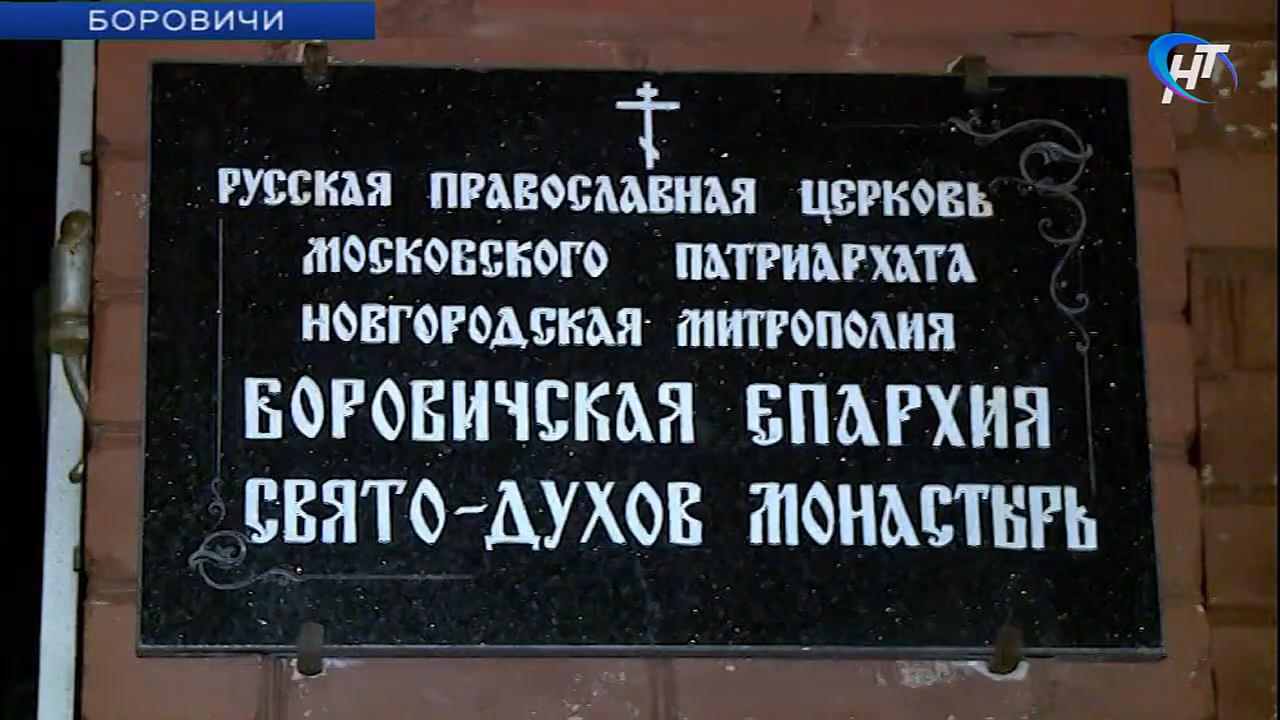 БОРОВИЧИ
НТ
РУССКАЯ ПРАВОСЛАВНАЯ ЦЕРКОВЬ
МОСКОВСКОГО ПАТРИАРХАТА
НОВГОРОДСКАЯ МИТРОПОЛИЯ
БОРОВИЧСКАЯ ЕПАРХИЯ
СВЯТО-ДУХОВ МОНАСТЫРЬ